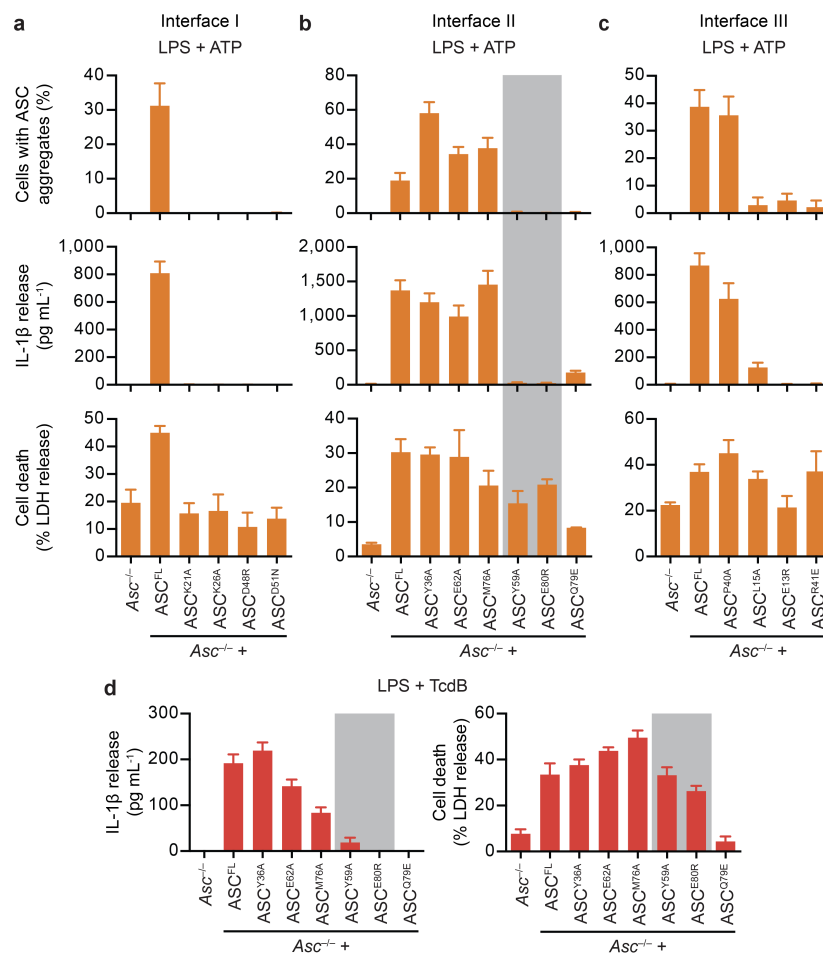 a
Interface I
LPS + ATP
Cells with ASC
aggregates (%)
40
30
20
10
0
IL-1β release
(pg mL⁻¹)
1,000
800
600
400
200
0
Cell death
(% LDH release)
50
40
30
20
10
0
Asc⁻/⁻
ASCᶠᴸ
ASCᴷ²¹ᴬ
ASCᴷ²⁶ᴬ
ASCᴰ⁴⁸ᴿ
ASCᴰ⁵¹ᴺ
Asc⁻/⁻ +
b
Interface II
LPS + ATP
80
60
40
20
0
2,000
1,500
1,000
500
0
40
30
20
10
0
Asc⁻/⁻
ASCᶠᴸ
ASCʸ³⁶ᴬ
ASCᴱ⁶²ᴬ
ASCᴹ⁷⁶ᴬ
ASCʸ⁵⁹ᴬ
ASCᴱ⁸⁰ᴿ
ASCQ⁷⁹ᴱ
Asc⁻/⁻ +
c
Interface III
LPS + ATP
50
40
30
20
10
0
1,000
800
600
400
200
0
60
40
20
0
Asc⁻/⁻
ASCᶠᴸ
ASCᴾ⁴⁰ᴬ
ASCᴸ¹⁵ᴬ
ASCᴱ¹³ᴿ
ASCᴿ⁴¹ᴱ
Asc⁻/⁻ +
d
LPS + TcdB
IL-1β release
(pg mL⁻¹)
300
200
100
0
Asc⁻/⁻
ASCᶠᴸ
ASCʸ³⁶ᴬ
ASCᴱ⁶²ᴬ
ASCᴹ⁷⁶ᴬ
ASCʸ⁵⁹ᴬ
ASCᴱ⁸⁰ᴿ
ASCQ⁷⁹ᴱ
Asc⁻/⁻ +
Cell death
(% LDH release)
60
40
20
0
Asc⁻/⁻
ASCᶠᴸ
ASCʸ³⁶ᴬ
ASCᴱ⁶²ᴬ
ASCᴹ⁷⁶ᴬ
ASCʸ⁵⁹ᴬ
ASCᴱ⁸⁰ᴿ
ASCQ⁷⁹ᴱ
Asc⁻/⁻ +